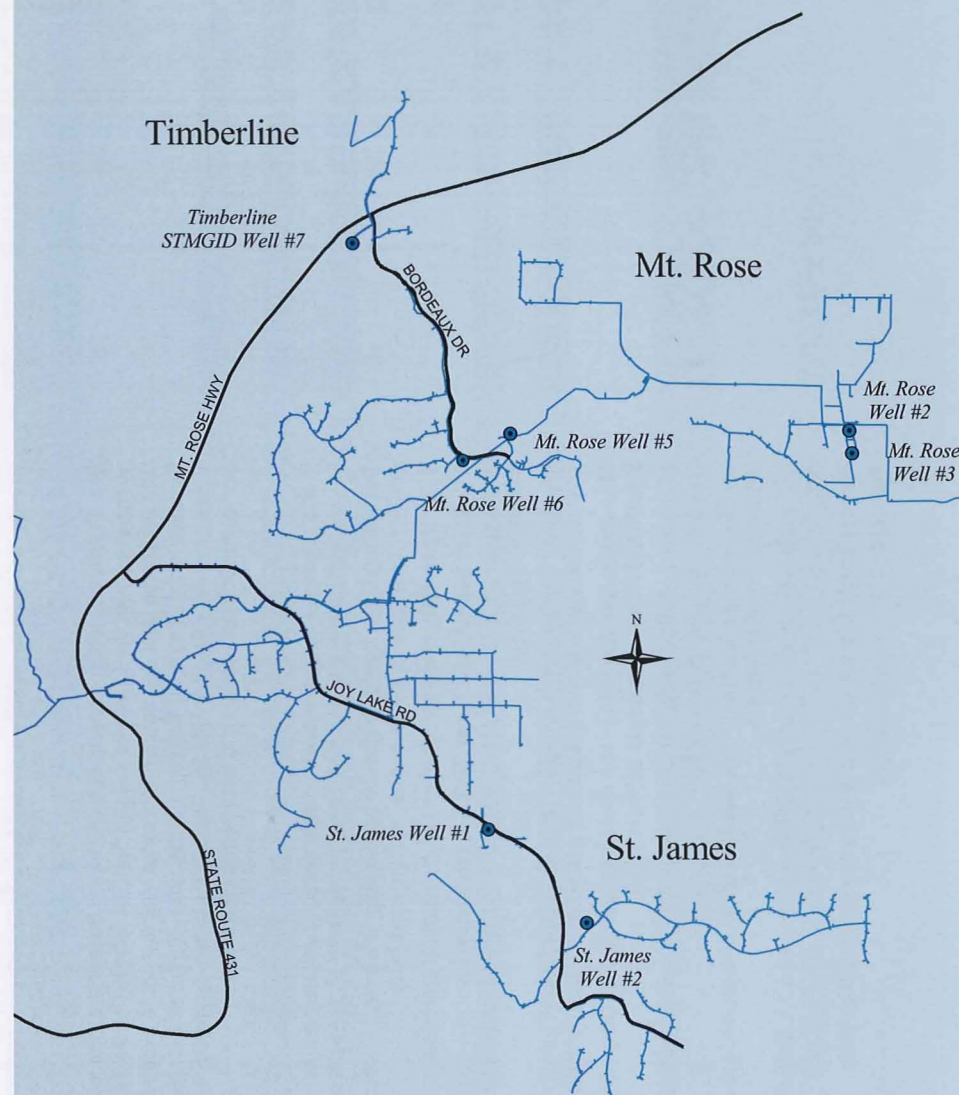 Timberline
Timberline
STMGID Well #7
Mt. Rose
BORDEAUX DR
MT. ROSE HWY
Mt. Rose
Well #2
Mt. Rose Well #5
Mt. Rose
Well #3
Mt. Rose Well #6
N
JOY LAKE RD
St. James Well #1
St. James
STATE ROUTE 431
St. James
Well #2